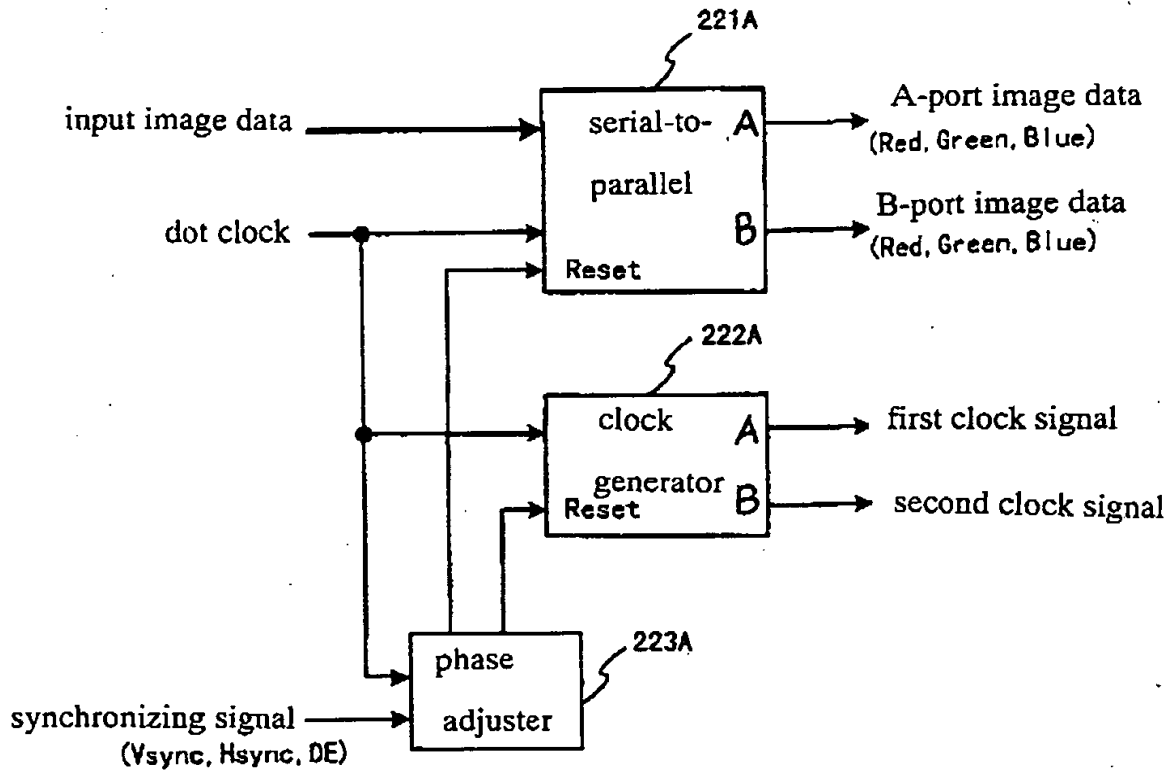 221A
input image data
serial-to-
parallel
A
A-port image data
(Red, Green, Blue)
B
B-port image data
(Red, Green, Blue)
dot clock
Reset
222A
clock
generator
A
first clock signal
Reset
B
second clock signal
223A
phase
adjuster
synchronizing signal
(Vsync, Hsync, DE)